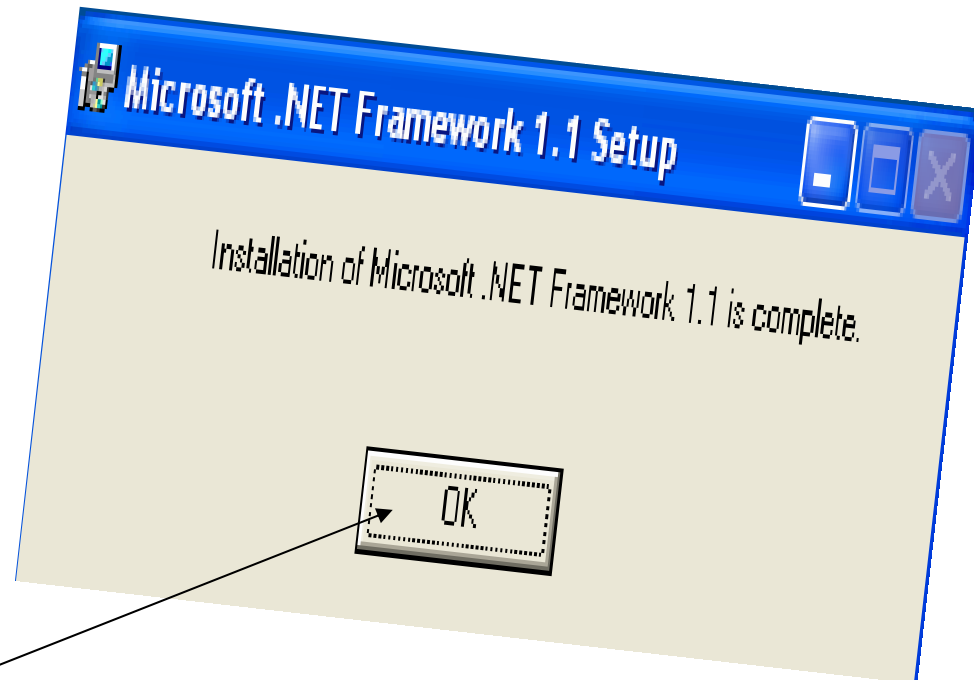 Microsoft .NET Framework 1.1 Setup
Installation of Microsoft .NET Framework 1.1 is complete.
OK